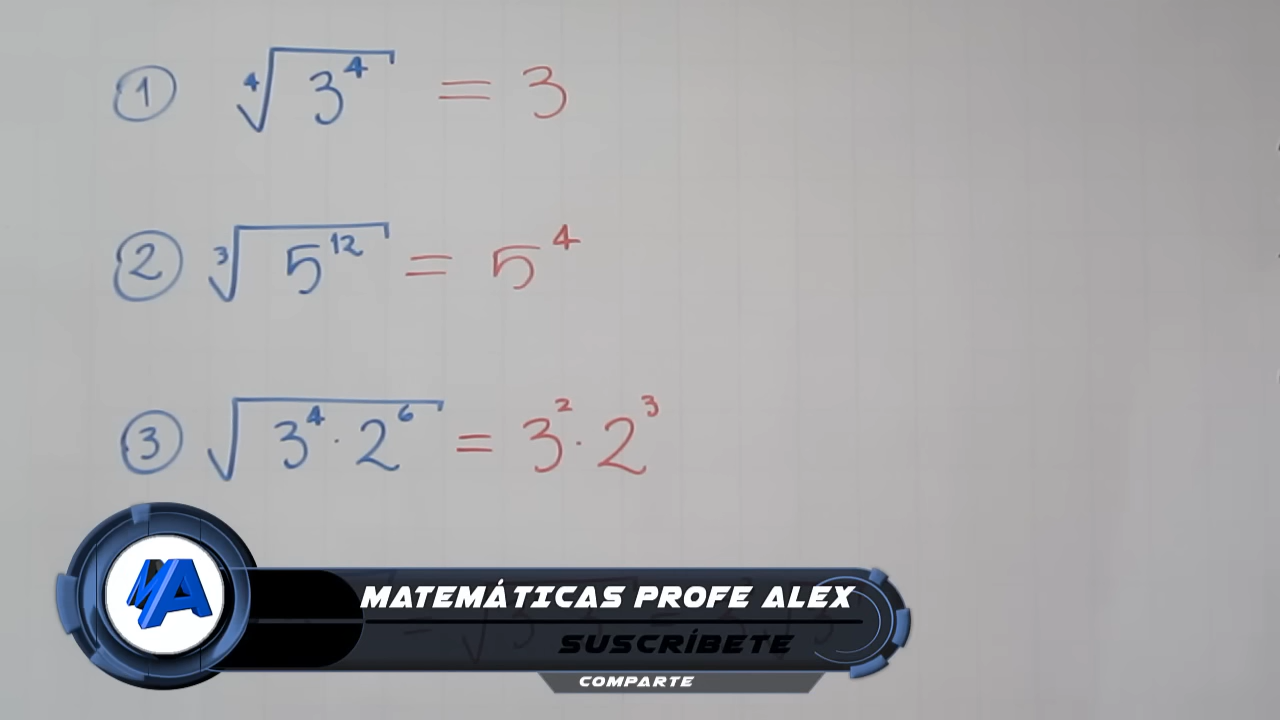 ① ⁴√3⁴ = 3
② ³√5¹² = 5⁴
③ √3⁴·2⁶ = 3²·2³
MA
MATEMÁTICAS PROFE ALEX
SUSCRÍBETE
COMPARTE